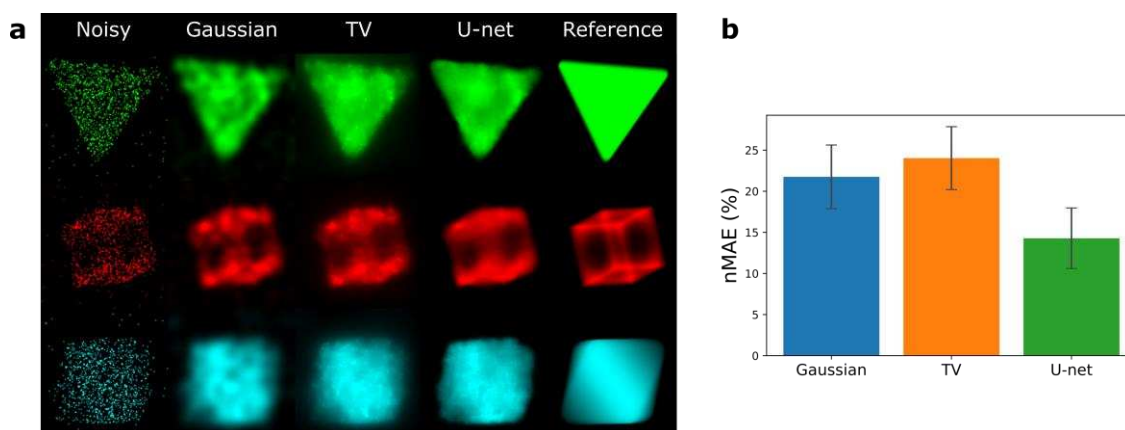 a
Noisy Gaussian TV U-net Reference
b
nMAE (%)
25
20
15
10
5
0
Gaussian TV U-net